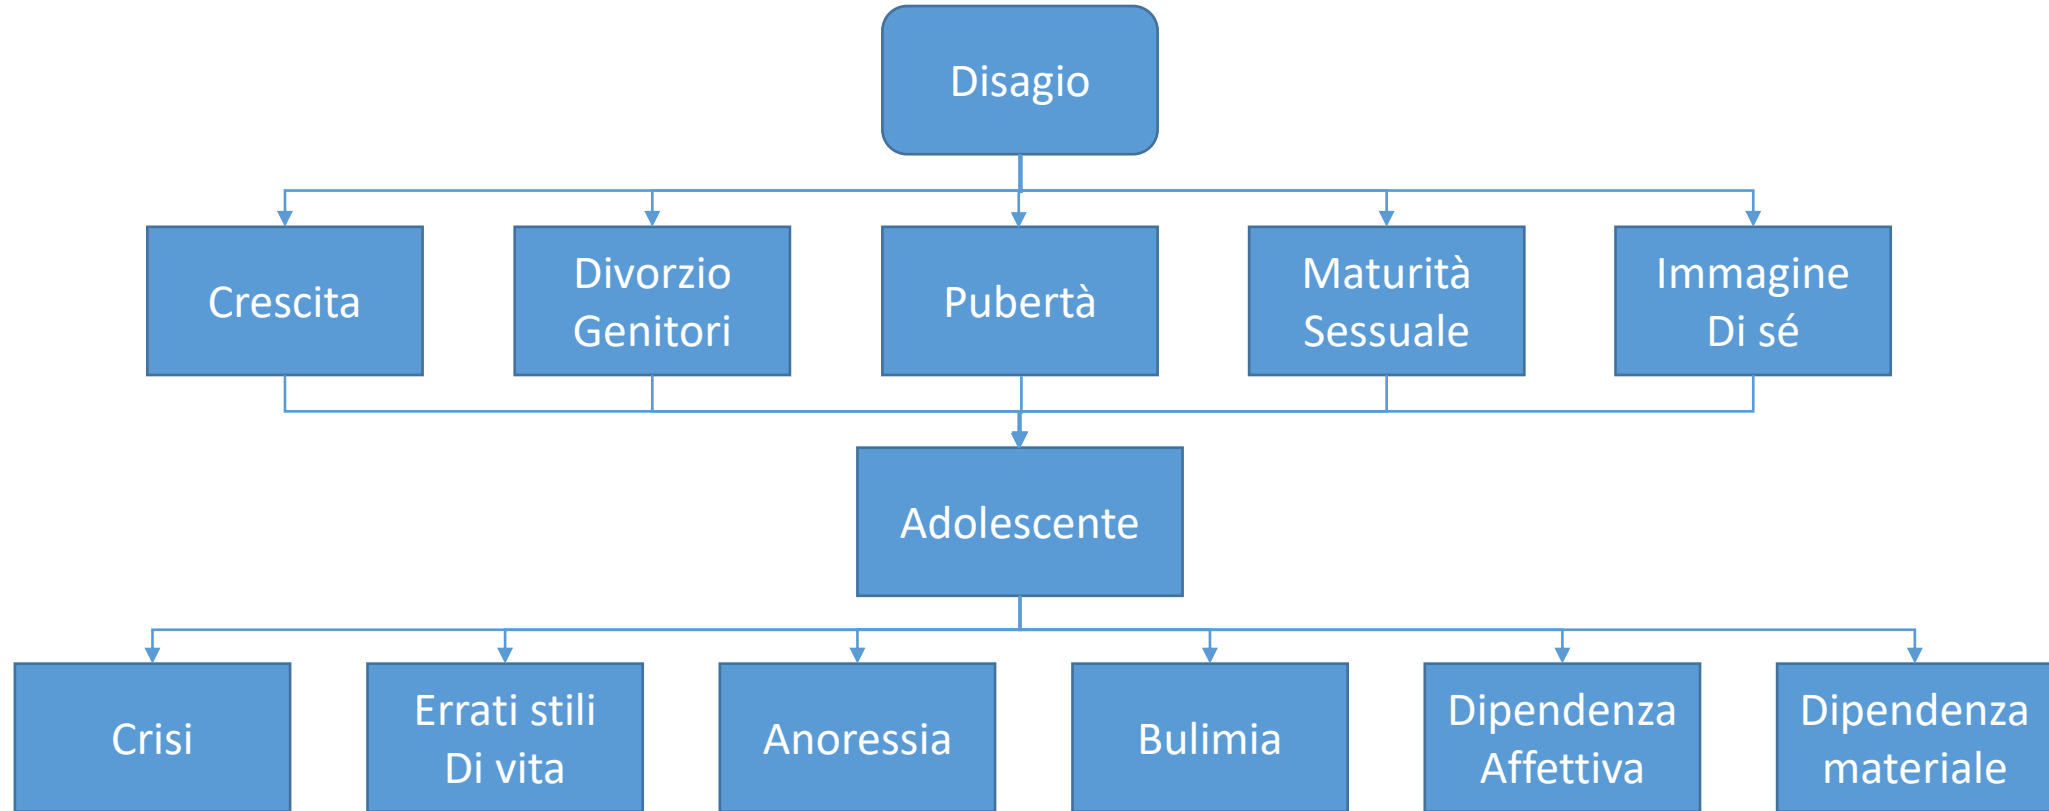 Disagio
Crescita
Divorzio
Genitori
Pubertà
Maturità
Sessuale
Immagine
Di sé
Adolescente
Crisi
Errati stili
Di vita
Anoressia
Bulimia
Dipendenza
Affettiva
Dipendenza
materiale